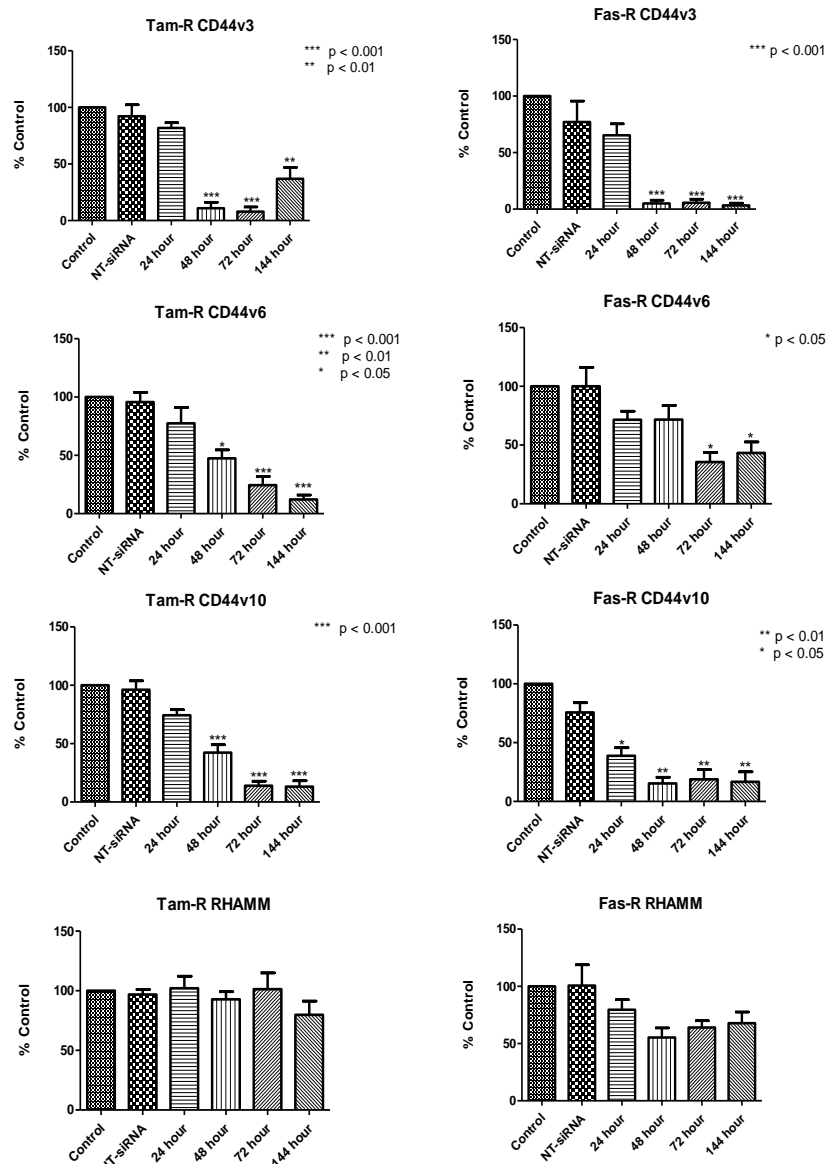 Tam-R CD44v3
*** p < 0.001
** p < 0.01
% Control
150
100
50
0
*** *** **
Control NT-siRNA 24 hour 48 hour 72 hour 144 hour
Fas-R CD44v3
*** p < 0.001
% Control
150
100
50
0
*** *** ***
Control NT-siRNA 24 hour 48 hour 72 hour 144 hour
Tam-R CD44v6
*** p < 0.001
** p < 0.01
* p < 0.05
% Control
150
100
50
0
* *** ***
Control NT-siRNA 24 hour 48 hour 72 hour 144 hour
Fas-R CD44v6
* p < 0.05
% Control
150
100
50
0
* *
Control NT-siRNA 24 hour 48 hour 72 hour 144 hour
Tam-R CD44v10
*** p < 0.001
% Control
150
100
50
0
*** *** ***
Control NT-siRNA 24 hour 48 hour 72 hour 144 hour
Fas-R CD44v10
** p < 0.01
* p < 0.05
% Control
150
100
50
0
* ** ** **
Control NT-siRNA 24 hour 48 hour 72 hour 144 hour
Tam-R RHAMM
% Control
150
100
50
0
Control NT-siRNA 24 hour 48 hour 72 hour 144 hour
Fas-R RHAMM
% Control
150
100
50
0
Control NT-siRNA 24 hour 48 hour 72 hour 144 hour